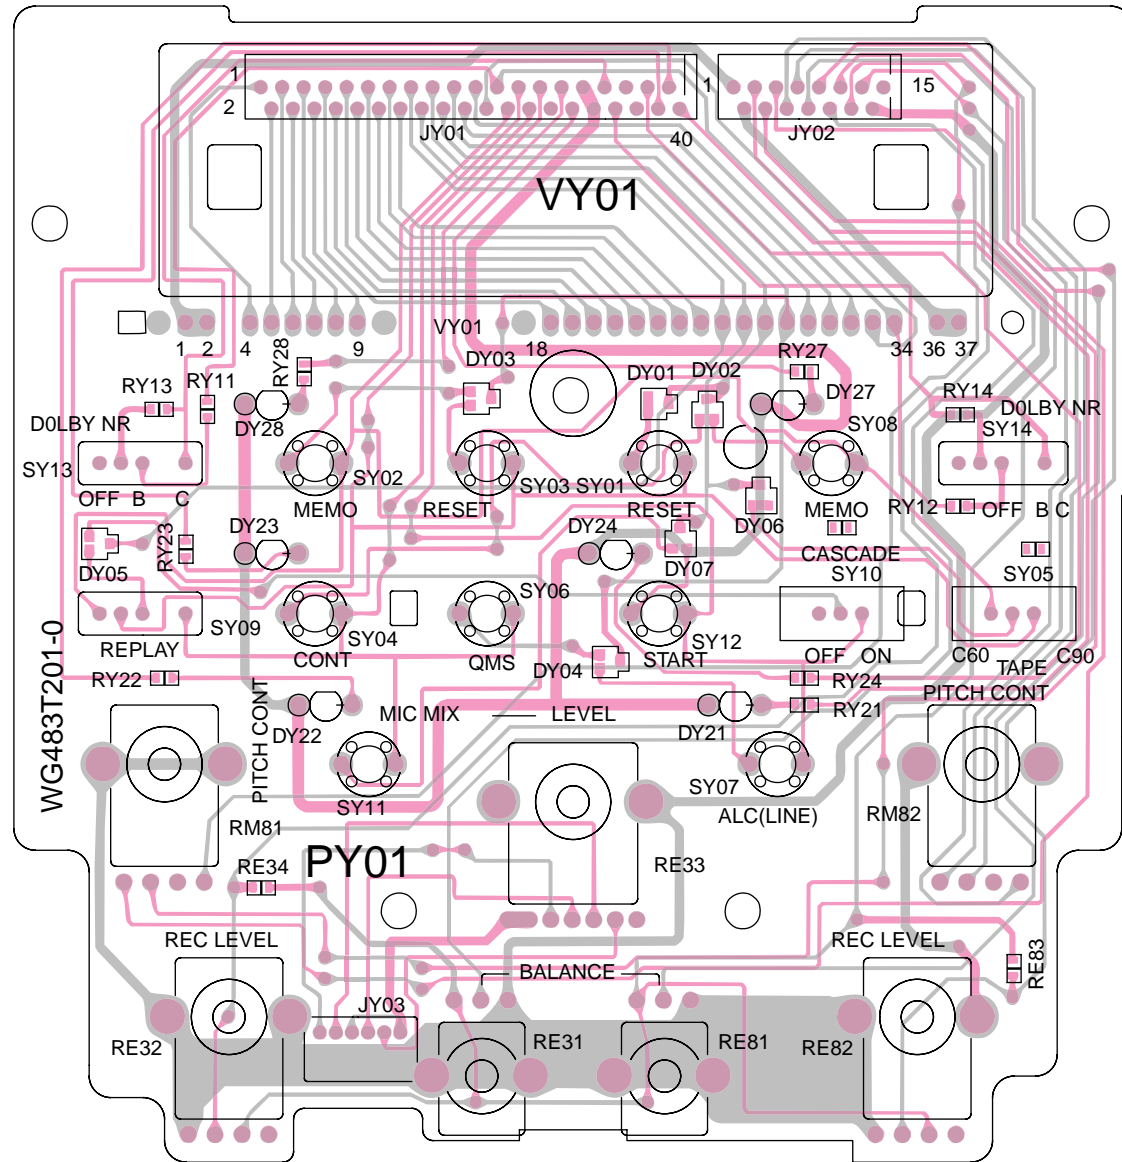 1
1
15
2
JY01
40
JY02
VY01
VY01
1 2 4 9 18 34 36 37
DY03
RY28
RY27
DY01 DY02
RY13 RY11
DY27
RY14
D0LBY NR
DY28
SY08
D0LBY NR
SY14
SY13
SY02
SY03 SY01
OFF B C
MEMO
RESET
RESET
MEMO
RY12
OFF B C
DY23
RY23
DY24
DY06
CASCADE
DY05
DY07
SY10
SY05
SY06
SY09
SY04
SY12
REPLAY
CONT
QMS
DY04
START
OFF ON
C60 C90
TAPE
RY22
RY24
PITCH CONT
RY21
PITCH CONT
MIC MIX LEVEL
DY22
DY21
WG483T201-0
SY11
SY07
ALC(LINE)
RM81
RM82
PY01
RE34
RE33
REC LEVEL
REC LEVEL
BALANCE
RE83
JY03
RE32
RE31
RE81
RE82